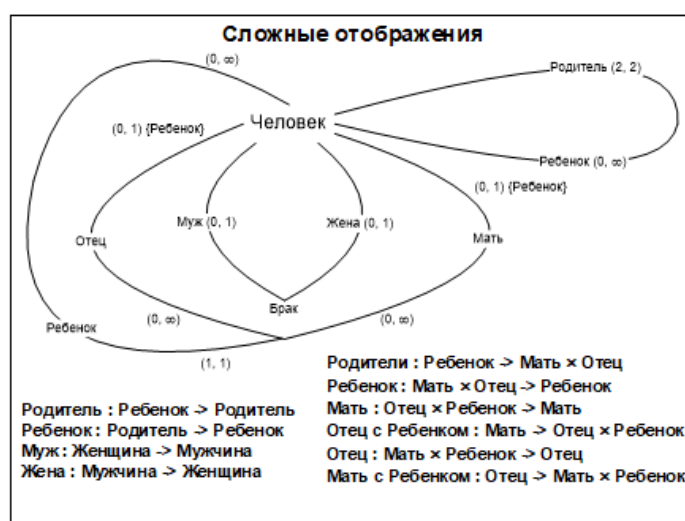 Сложные отображения
(0, ∞)
Родитель (2, 2)
Человек
(0, 1) {Ребенок}
Ребенок (0, ∞)
(0, 1) {Ребенок}
Муж (0, 1)
Жена (0, 1)
Отец
Мать
Брак
Ребенок
(0, ∞)
(0, ∞)
(1, 1)
Родитель : Ребенок -> Родитель
Ребенок : Родитель -> Ребенок
Муж : Женщина -> Мужчина
Жена : Мужчина -> Женщина
Родители : Ребенок -> Мать × Отец
Ребенок : Мать × Отец -> Ребенок
Мать : Отец × Ребенок -> Мать
Отец с Ребенком : Мать -> Отец × Ребенок
Отец : Мать × Ребенок -> Отец
Мать с Ребенком : Отец -> Мать × Ребенок